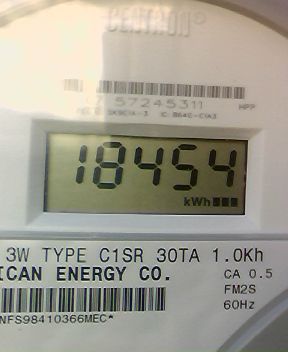 CENTRON®
57245311
HPP
18454
kWh
3W TYPE C1SR 30TA 1.0Kh
ICAN ENERGY CO.
CA 0.5
FM2S
60Hz
NFS98410366MEC*